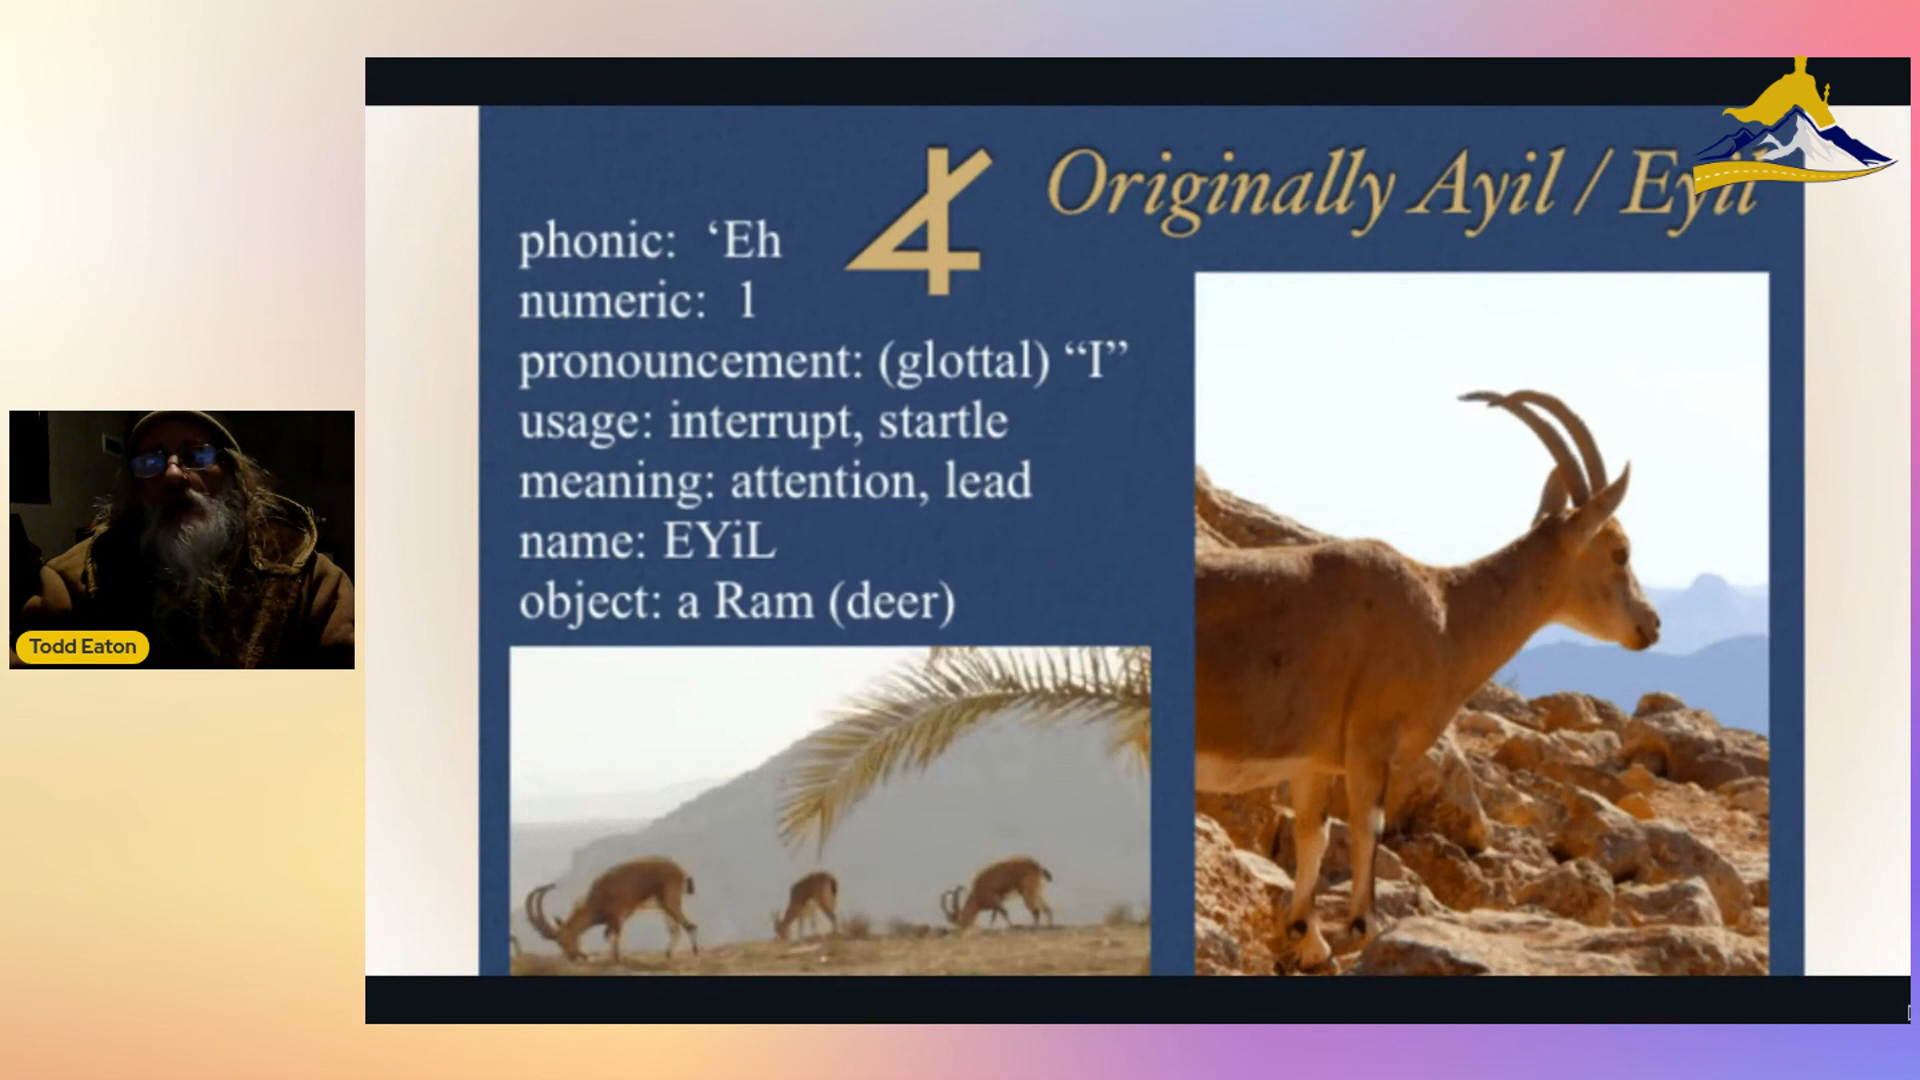 Originally Ayil / Eyil
phonic: ‘Eh
numeric: 1
pronouncement: (glottal) “I”
usage: interrupt, startle
meaning: attention, lead
name: EYiL
object: a Ram (deer)
Todd Eaton